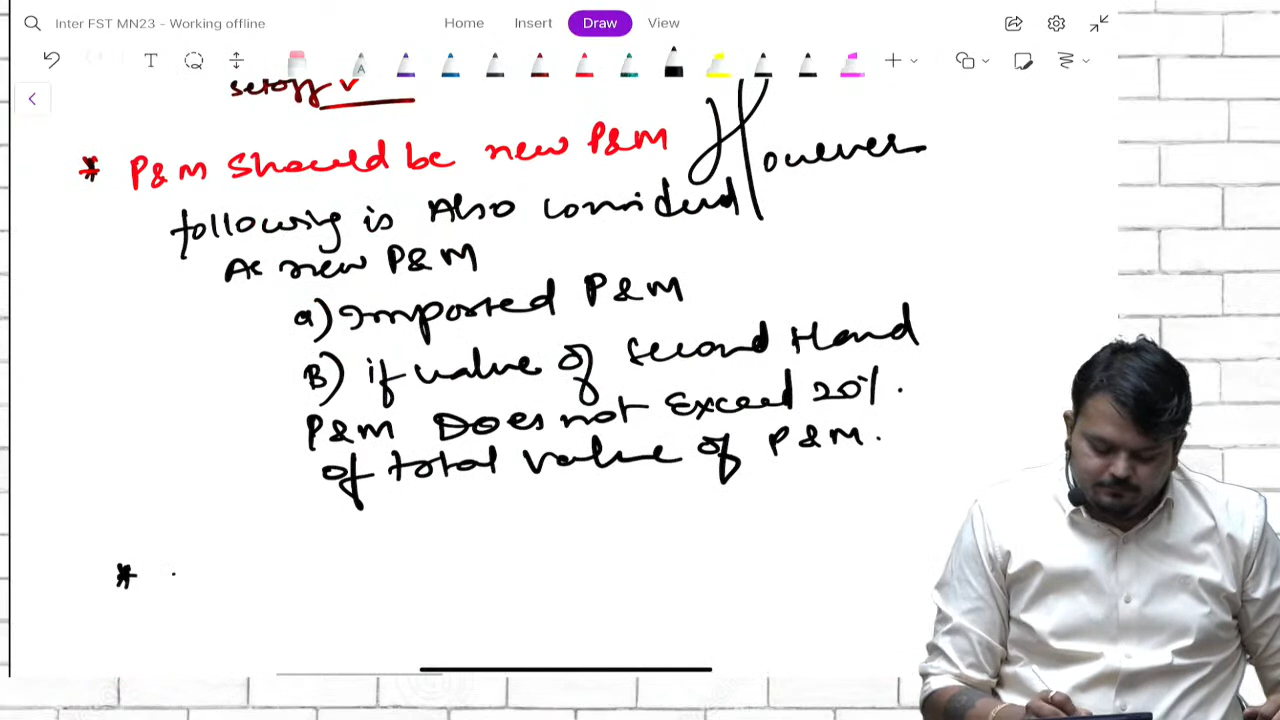 Inter FST MN23 - Working offline
Home Insert Draw View
setoff
* P&M Should be new P&M However
following is Also considered
As new P&M
a) Imported P&M
B) if value of second Hand
P&M Does not Exceed 20%.
of total value of P&M.
*